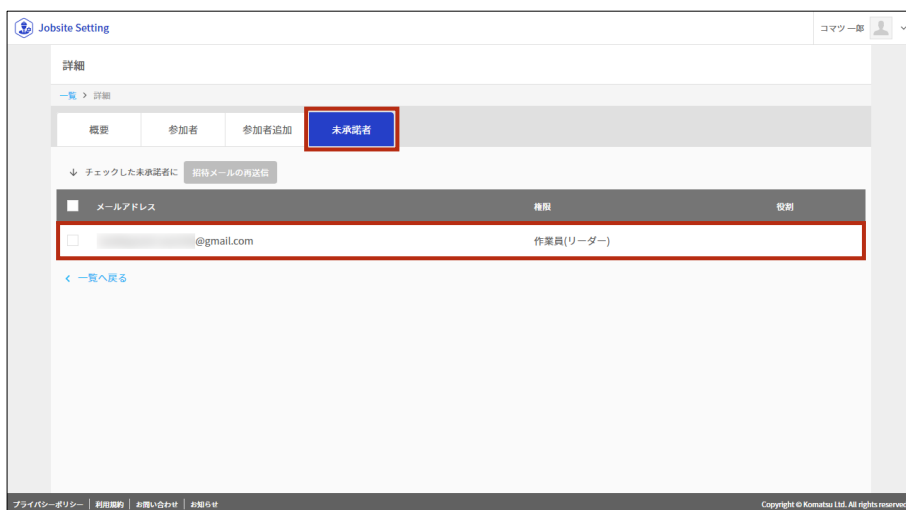 Jobsite Setting
コマツ 一郎
詳細
一覧 > 詳細
概要 参加者 参加者追加 未承諾者
↓ チェックした未承諾者に 招待メールの再送信
メールアドレス 権限 役割
@gmail.com 作業員(リーダー)
< 一覧へ戻る
プライバシーポリシー | 利用規約 | お問い合わせ | お知らせ
Copyright © Komatsu Ltd. All rights reserved